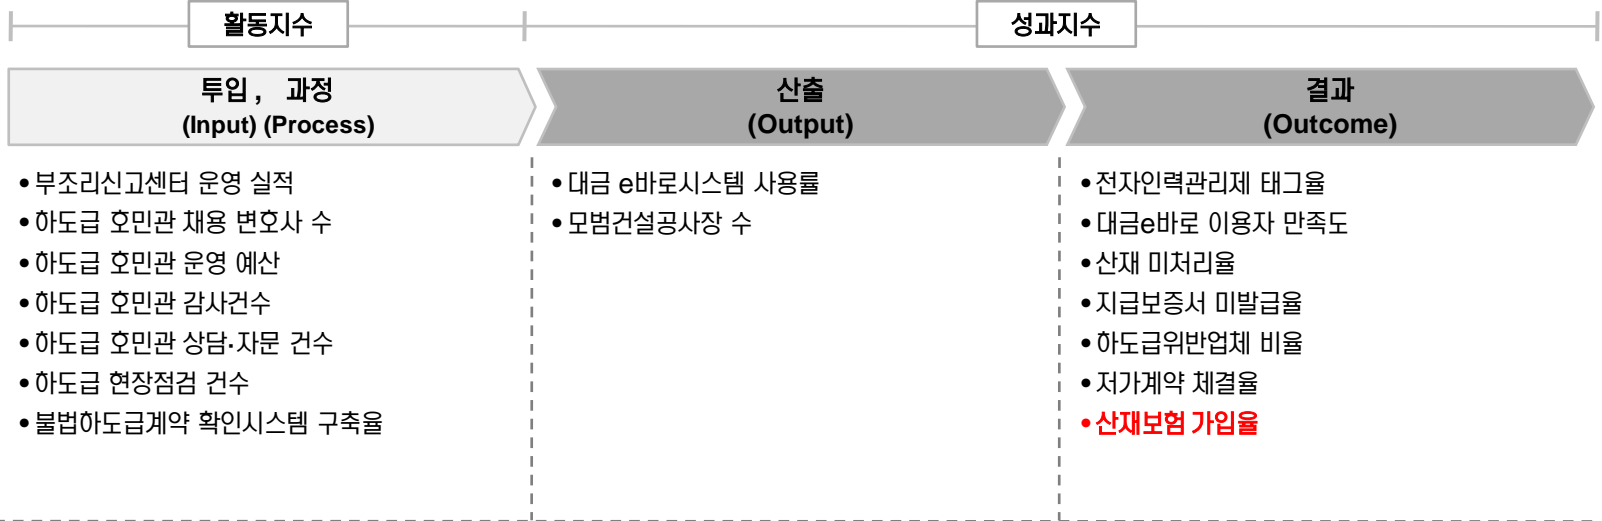 활동지수
성과지수
투입 , 과정
(Input) (Process)
산출
(Output)
결과
(Outcome)
•부조리신고센터 운영 실적
•하도급 호민관 채용 변호사 수
•하도급 호민관 운영 예산
•하도급 호민관 감사건수
•하도급 호민관 상담·자문 건수
•하도급 현장점검 건수
•불법하도급계약 확인시스템 구축율
•대금 e바로시스템 사용률
•모범건설공사장 수
•전자인력관리제 태그율
•대금e바로 이용자 만족도
•산재 미처리율
•지급보증서 미발급율
•하도급위반업체 비율
•저가계약 체결율
•산재보험 가입율